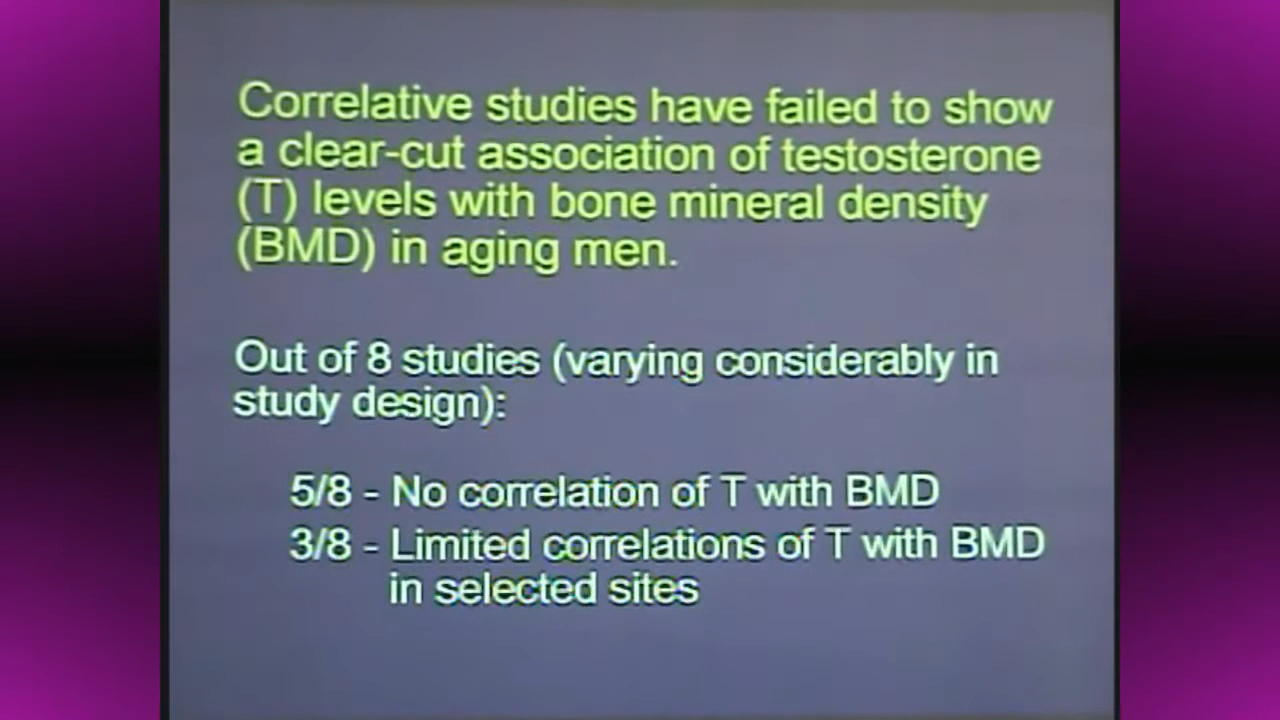 Correlative studies have failed to show
a clear-cut association of testosterone
(T) levels with bone mineral density
(BMD) in aging men.
Out of 8 studies (varying considerably in
study design):
5/8 - No correlation of T with BMD
3/8 - Limited correlations of T with BMD
in selected sites